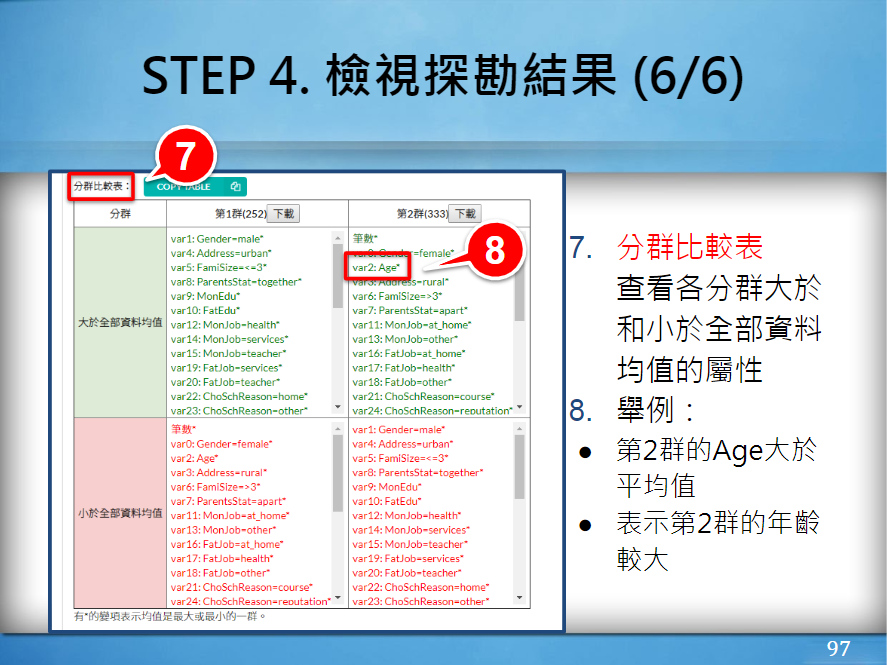 STEP 4. 檢視探勘結果 (6/6)
7
分群比較表：
COPY TABLE
分群
第1群(252) 下載
第2群(333) 下載
大於全部資料均值
var1: Gender=male*
var4: Address=urban*
var5: FamiSize=<=3*
var8: ParentsStat=together*
var9: MonEdu*
var10: FatEdu*
var12: MonJob=health*
var14: MonJob=services*
var15: MonJob=teacher*
var19: FatJob=services*
var20: FatJob=teacher*
var22: ChoSchReason=home*
var23: ChoSchReason=other*
筆數*
var0: Gender=female*
var2: Age*
var3: Address=rural*
var6: FamiSize=>3*
var7: ParentsStat=apart*
var11: MonJob=at_home*
var13: MonJob=other*
var16: FatJob=at_home*
var17: FatJob=health*
var18: FatJob=other*
var21: ChoSchReason=course*
var24: ChoSchReason=reputation*
8
小於全部資料均值
筆數*
var0: Gender=female*
var2: Age*
var3: Address=rural*
var6: FamiSize=>3*
var7: ParentsStat=apart*
var11: MonJob=at_home*
var13: MonJob=other*
var16: FatJob=at_home*
var17: FatJob=health*
var18: FatJob=other*
var21: ChoSchReason=course*
var24: ChoSchReason=reputation*
var1: Gender=male*
var4: Address=urban*
var5: FamiSize=<=3*
var8: ParentsStat=together*
var9: MonEdu*
var10: FatEdu*
var12: MonJob=health*
var14: MonJob=services*
var15: MonJob=teacher*
var19: FatJob=services*
var20: FatJob=teacher*
var22: ChoSchReason=home*
var23: ChoSchReason=other*
有*的變項表示均值是最大或最小的一群。
7. 分群比較表
查看各分群大於
和小於全部資料
均值的屬性
8. 舉例：
● 第2群的Age大於
平均值
● 表示第2群的年齡
較大
97